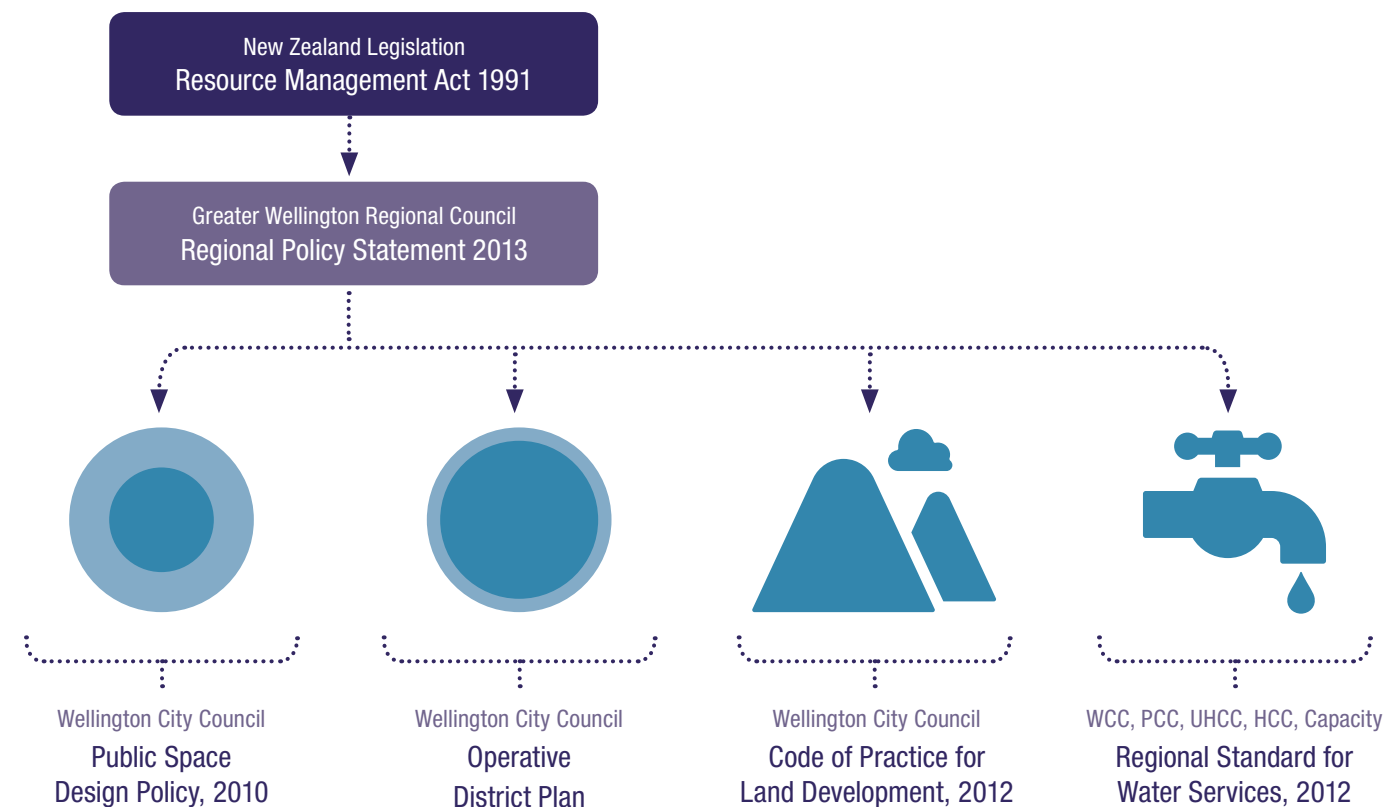 New Zealand Legislation
Resource Management Act 1991
Greater Wellington Regional Council
Regional Policy Statement 2013
Wellington City Council
Public Space
Design Policy, 2010
Wellington City Council
Operative
District Plan
Wellington City Council
Code of Practice for
Land Development, 2012
WCC, PCC, UHCC, HCC, Capacity
Regional Standard for
Water Services, 2012